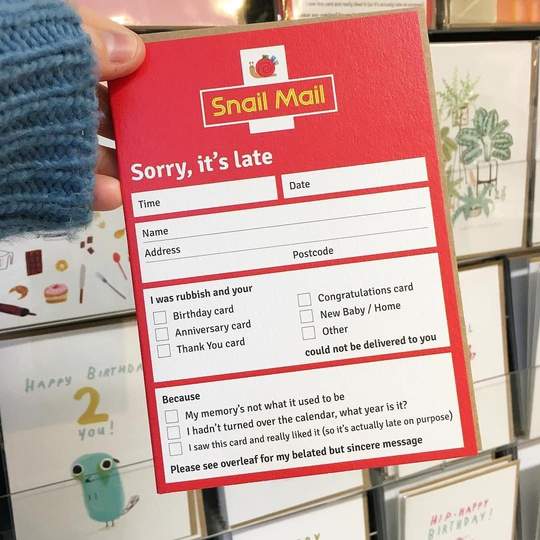 Snail Mail
Sorry, it's late
Time
Date
Name
Address
Postcode
I was rubbish and your
Birthday card
Anniversary card
Thank You card
Congratulations card
New Baby / Home
Other
could not be delivered to you
Because
My memory's not what it used to be
I hadn't turned over the calendar, what year is it?
I saw this card and really liked it (so it's actually late on purpose)
Please see overleaf for my belated but sincere message
HAPPY BIRTHDA
2
YOU!
HIP-HAPPY
BIRTHDAY!